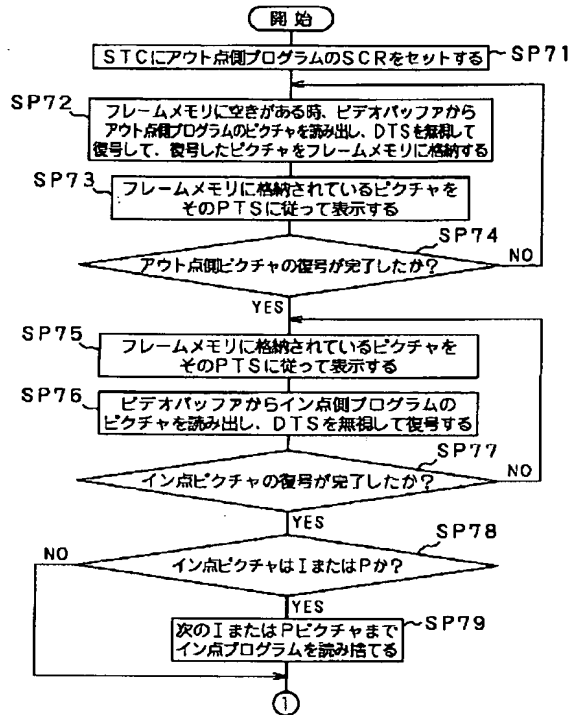 開始
STCにアウト点側プログラムのSCRをセットする
SP71
SP72
フレームメモリに空きがある時、ビデオバッファから
アウト点側プログラムのピクチャを読み出し、DTSを無視して
復号して、復号したピクチャをフレームメモリに格納する
SP73
フレームメモリに格納されているピクチャを
そのPTSに従って表示する
SP74
アウト点側ピクチャの復号が完了したか?
NO
YES
SP75
フレームメモリに格納されているピクチャを
そのPTSに従って表示する
SP76
ビデオバッファからイン点側プログラムの
ピクチャを読み出し、DTSを無視して復号する
SP77
イン点ピクチャの復号が完了したか?
NO
YES
SP78
NO
イン点ピクチャはIまたはPか?
YES
SP79
次のIまたはPピクチャまで
イン点プログラムを読み捨てる
1